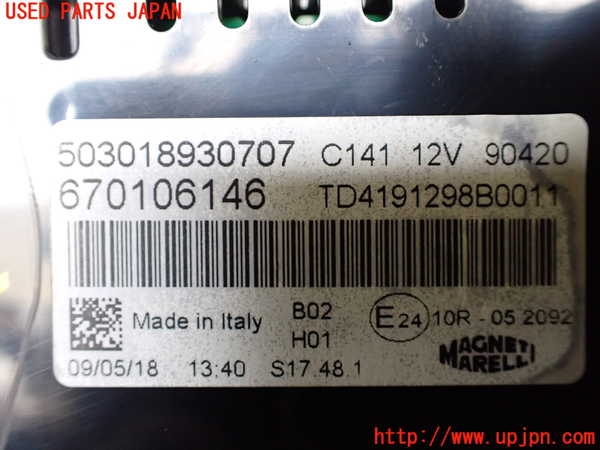 USED PARTS JAPAN
503018930707 C141 12V 90420
670106146 TD4191298B0011
Made in Italy B02 H01 E24 10R - 05 2092
09/05/18 13:40 S17.48.1 MAGNETI MARELLI
http://www.upjpn.com/